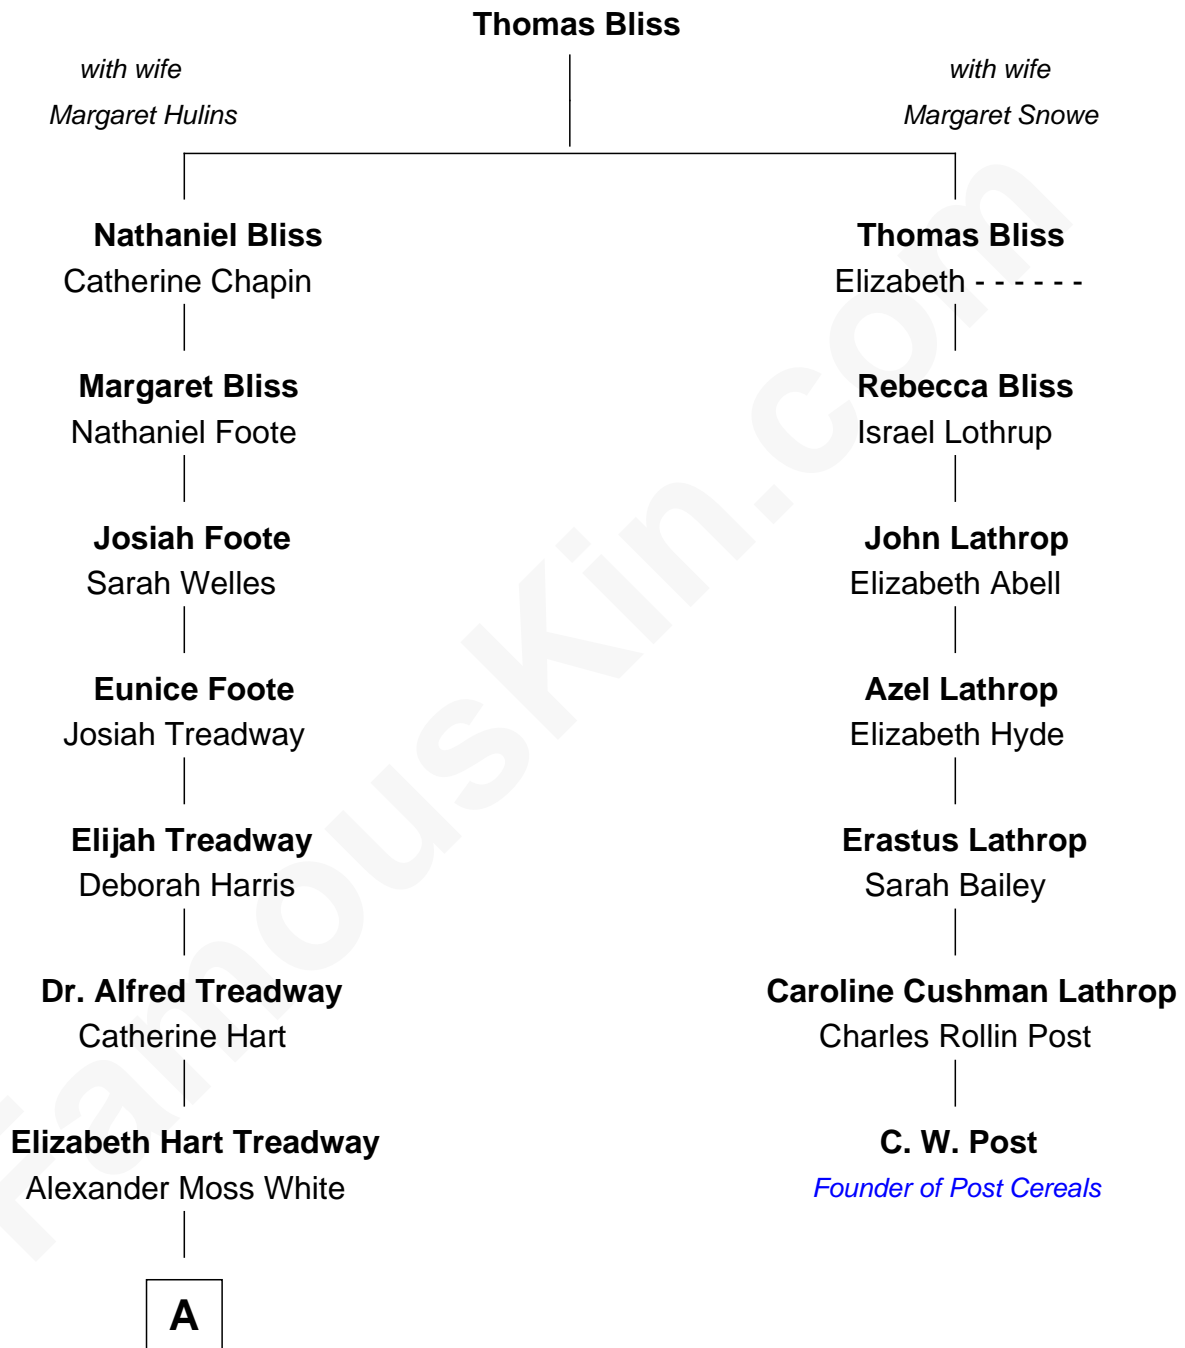 Thomas Bliss
with wife
Margaret Hulins
with wife
Margaret Snowe
Nathaniel Bliss
Catherine Chapin
Thomas Bliss
Elizabeth - - - - - -
Margaret Bliss
Nathaniel Foote
Rebecca Bliss
Israel Lothrup
Josiah Foote
Sarah Welles
John Lathrop
Elizabeth Abell
Eunice Foote
Josiah Treadway
Azel Lathrop
Elizabeth Hyde
Elijah Treadway
Deborah Harris
Erastus Lathrop
Sarah Bailey
Dr. Alfred Treadway
Catherine Hart
Caroline Cushman Lathrop
Charles Rollin Post
Elizabeth Hart Treadway
Alexander Moss White
C. W. Post
Founder of Post Cereals
A
FamousKin.com